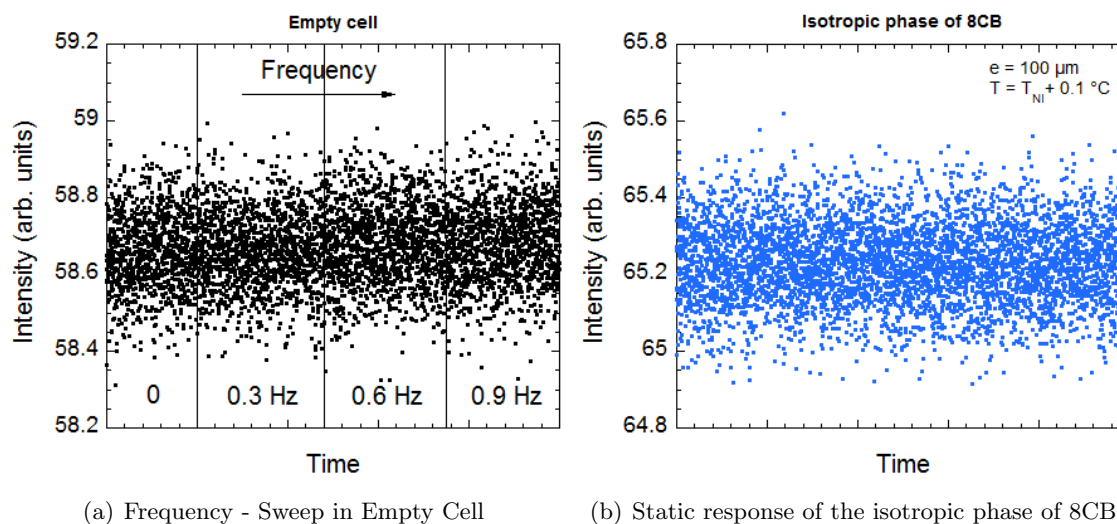 Empty cell
59.2
59
58.8
58.6
58.4
58.2
Intensity (arb. units)
Frequency
0
0.3 Hz
0.6 Hz
0.9 Hz
Time
(a) Frequency - Sweep in Empty Cell
Isotropic phase of 8CB
65.8
65.6
65.4
65.2
65
64.8
Intensity (arb. units)
e = 100 µm
T = T_NI + 0.1 °C
Time
(b) Static response of the isotropic phase of 8CB